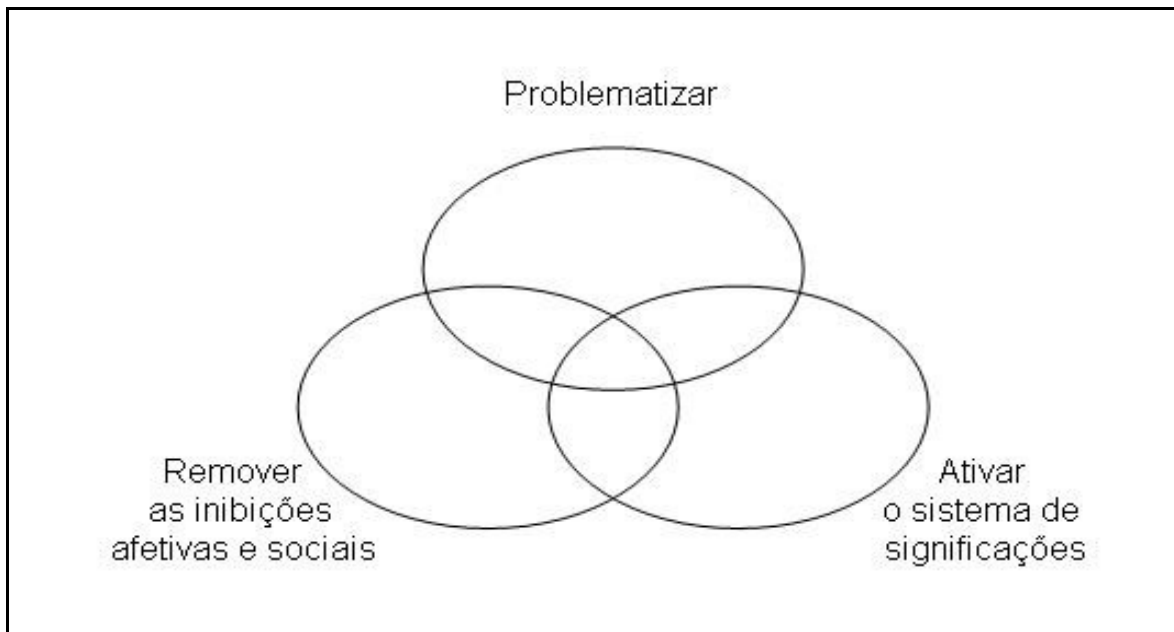 Problematizar
Remover
as inibições
afetivas e sociais
Ativar
o sistema de
significações